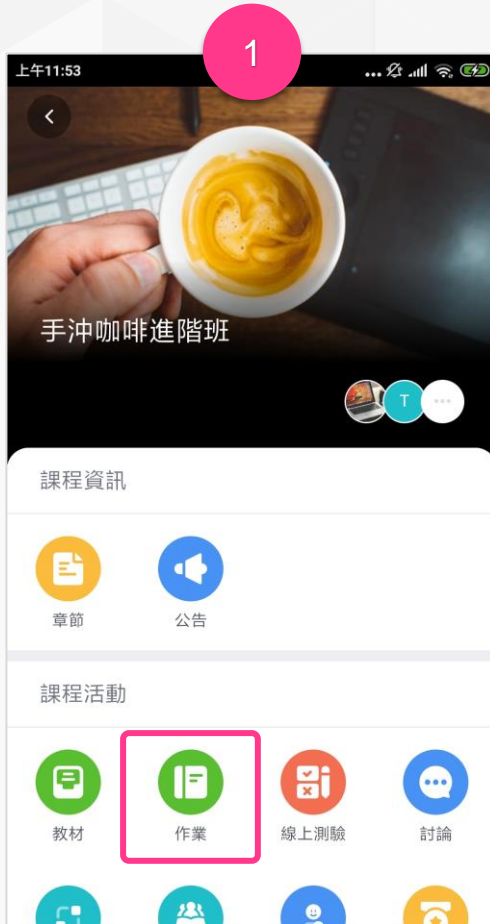 1
上午11:53
手沖咖啡進階班
T
課程資訊
章節
公告
課程活動
教材
作業
線上測驗
討論